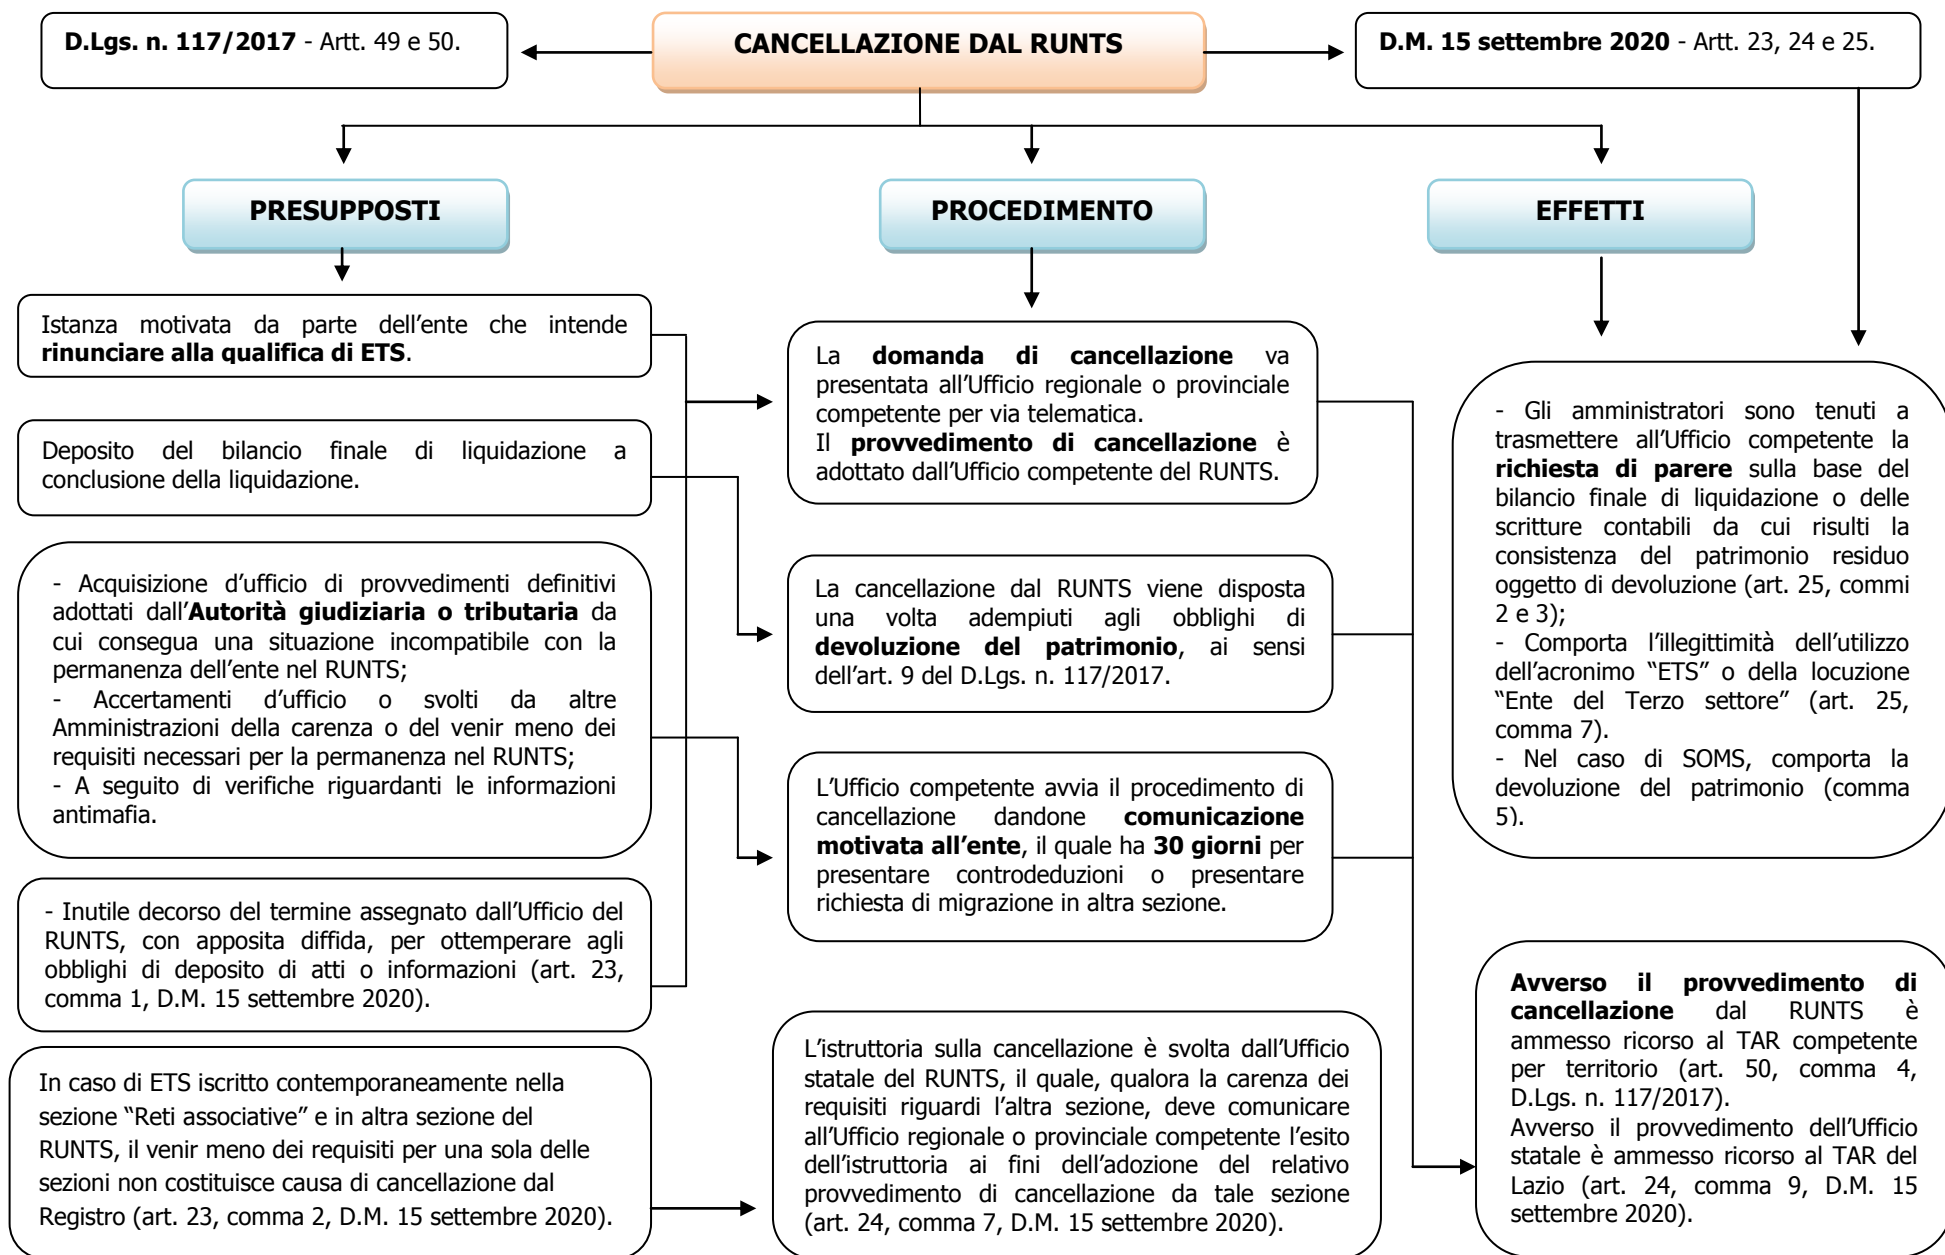 D.Lgs. n. 117/2017 - Artt. 49 e 50.
CANCELLAZIONE DAL RUNTS
D.M. 15 settembre 2020 - Artt. 23, 24 e 25.
PRESUPPOSTI
PROCEDIMENTO
EFFETTI
Istanza motivata da parte dell’ente che intende
rinunciare alla qualifica di ETS.
Deposito del bilancio finale di liquidazione a
conclusione della liquidazione.
- Acquisizione d’ufficio di provvedimenti definitivi
adottati dall’Autorità giudiziaria o tributaria da
cui consegua una situazione incompatibile con la
permanenza dell’ente nel RUNTS;
- Accertamenti d’ufficio o svolti da altre
Amministrazioni della carenza o del venir meno dei
requisiti necessari per la permanenza nel RUNTS;
- A seguito di verifiche riguardanti le informazioni
antimafia.
- Inutile decorso del termine assegnato dall’Ufficio del
RUNTS, con apposita diffida, per ottemperare agli
obblighi di deposito di atti o informazioni (art. 23,
comma 1, D.M. 15 settembre 2020).
In caso di ETS iscritto contemporaneamente nella
sezione “Reti associative” e in altra sezione del
RUNTS, il venir meno dei requisiti per una sola delle
sezioni non costituisce causa di cancellazione dal
Registro (art. 23, comma 2, D.M. 15 settembre 2020).
La domanda di cancellazione va
presentata all’Ufficio regionale o provinciale
competente per via telematica.
Il provvedimento di cancellazione è
adottato dall’Ufficio competente del RUNTS.
La cancellazione dal RUNTS viene disposta
una volta adempiuti agli obblighi di
devoluzione del patrimonio, ai sensi
dell’art. 9 del D.Lgs. n. 117/2017.
L’Ufficio competente avvia il procedimento di
cancellazione dandone comunicazione
motivata all’ente, il quale ha 30 giorni per
presentare controdeduzioni o presentare
richiesta di migrazione in altra sezione.
L’istruttoria sulla cancellazione è svolta dall’Ufficio
statale del RUNTS, il quale, qualora la carenza dei
requisiti riguardi l’altra sezione, deve comunicare
all’Ufficio regionale o provinciale competente l’esito
dell’istruttoria ai fini dell’adozione del relativo
provvedimento di cancellazione da tale sezione
(art. 24, comma 7, D.M. 15 settembre 2020).
- Gli amministratori sono tenuti a
trasmettere all’Ufficio competente la
richiesta di parere sulla base del
bilancio finale di liquidazione o delle
scritture contabili da cui risulti la
consistenza del patrimonio residuo
oggetto di devoluzione (art. 25, commi
2 e 3);
- Comporta l’illegittimità dell’utilizzo
dell’acronimo “ETS” o della locuzione
“Ente del Terzo settore” (art. 25,
comma 7).
- Nel caso di SOMS, comporta la
devoluzione del patrimonio (comma
5).
Avverso il provvedimento di
cancellazione dal RUNTS è
ammesso ricorso al TAR competente
per territorio (art. 50, comma 4,
D.Lgs. n. 117/2017).
Avverso il provvedimento dell’Ufficio
statale è ammesso ricorso al TAR del
Lazio (art. 24, comma 9, D.M. 15
settembre 2020).